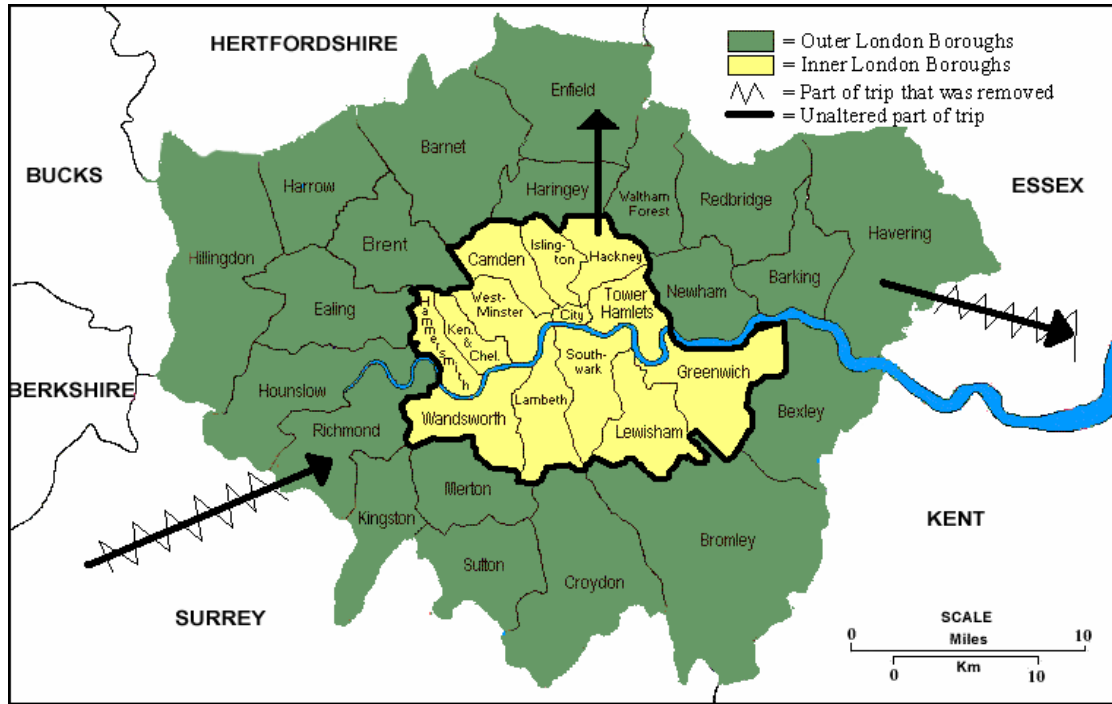 HERTFORDSHIRE
= Outer London Boroughs
= Inner London Boroughs
= Part of trip that was removed
= Unaltered part of trip
Enfield
Barnet
BUCKS
Harrow
Haringey
Waltham
Forest
Redbridge
ESSEX
Havering
Hillingdon
Brent
Camden
Isling-
ton
Hackney
Barking
Newham
Ealing
Hammersmith
West-
Minster
City
Tower
Hamlets
Ken.
&
Chel.
South-
wark
Greenwich
BERKSHIRE
Hounslow
Wandsworth
Lambeth
Lewisham
Bexley
Richmond
Merton
Kingston
KENT
Bromley
Sutton
Croydon
SURREY
SCALE
0 Miles 10
0 Km 10